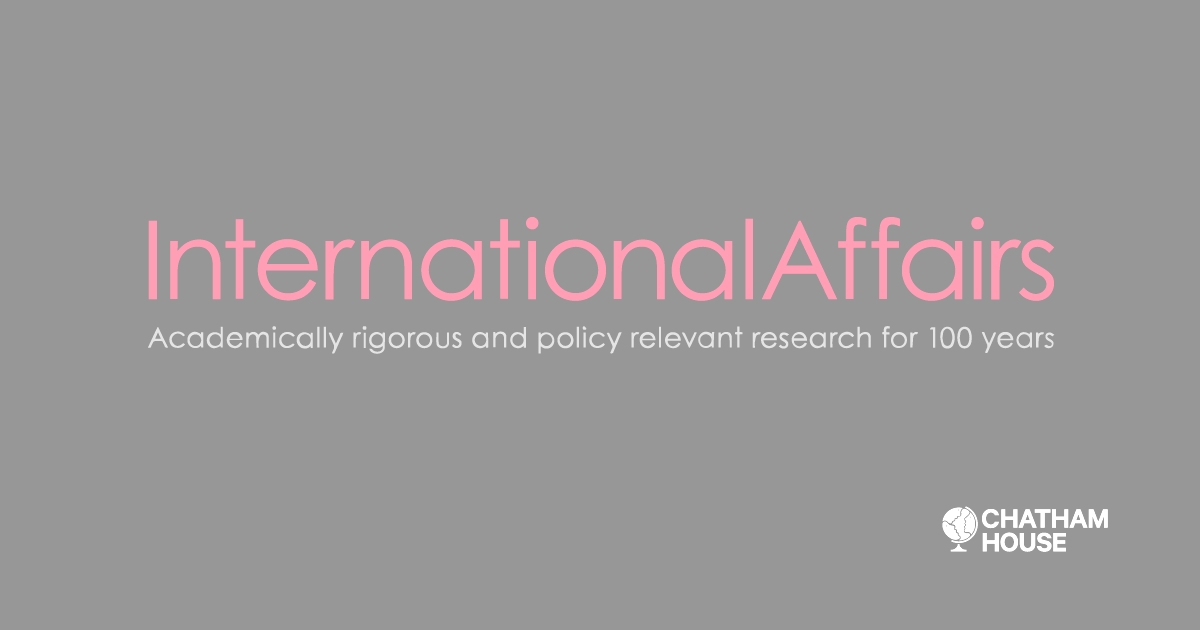 InternationalAffairs
Academically rigorous and policy relevant research for 100 years
CHATHAM
HOUSE